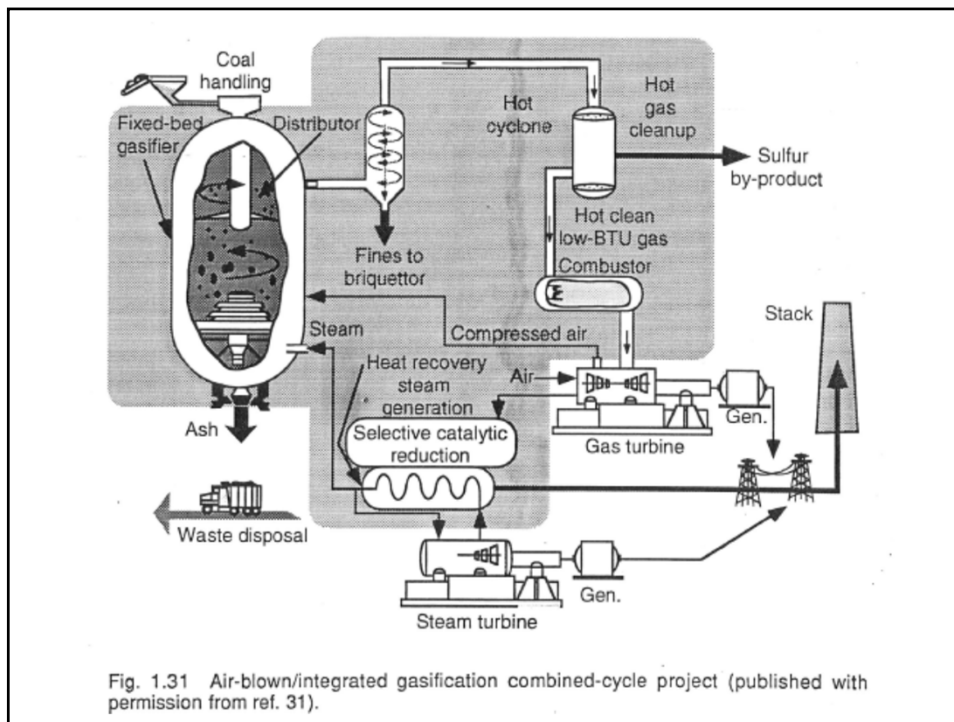 Coal
handling
Fixed-bed
gasifier
Distributor
Hot
cyclone
Hot
gas
cleanup
Sulfur
by-product
Fines to
briquettor
Hot clean
low-BTU gas
Combustor
Steam
Compressed air
Stack
Heat recovery
steam
generation
Air
Gen.
Ash
Selective catalytic
reduction
Gas turbine
Waste disposal
Gen.
Steam turbine
Fig. 1.31 Air-blown/integrated gasification combined-cycle project (published with
permission from ref. 31).